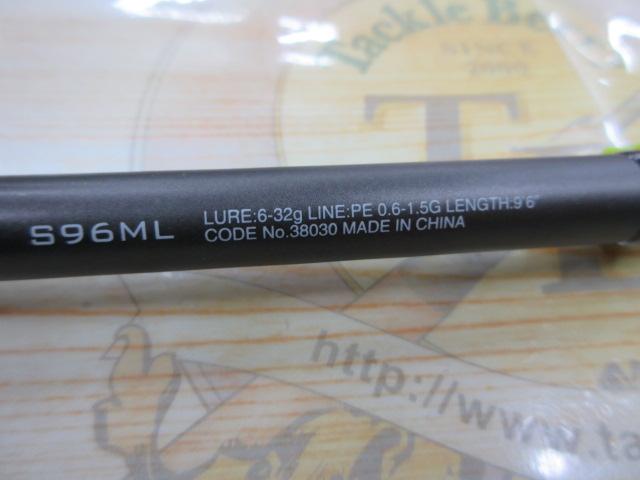 Tackle Be
SINCE
S96ML
LURE:6-32g LINE:PE 0.6-1.5G LENGTH:9'6"
CODE No.38030 MADE IN CHINA
http://www.ta